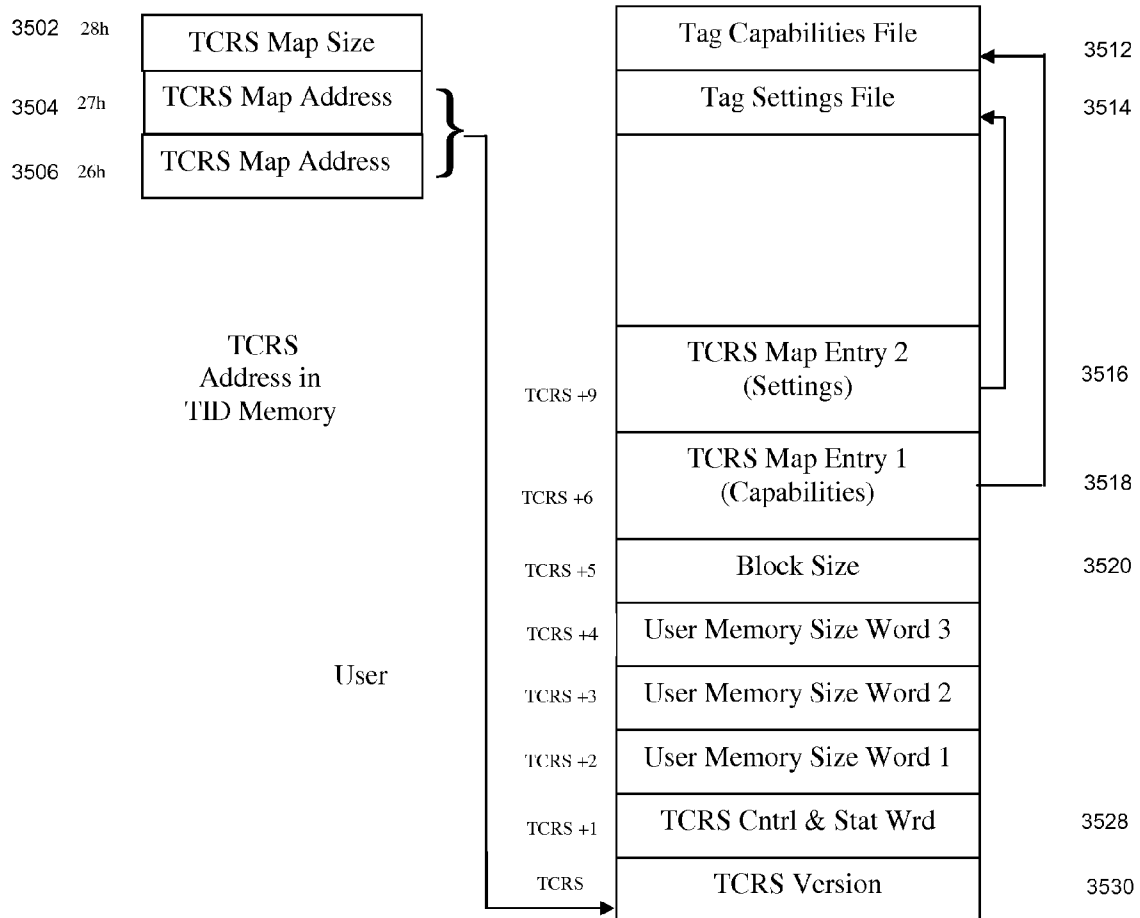 3502 28h TCRS Map Size
3504 27h TCRS Map Address
3506 26h TCRS Map Address
TCRS
Address in
TID Memory
User
Tag Capabilities File 3512
Tag Settings File 3514
TCRS Map Entry 2
(Settings)
TCRS +9
3516
TCRS Map Entry 1
(Capabilities)
TCRS +6
3518
TCRS +5 Block Size 3520
TCRS +4 User Memory Size Word 3
TCRS +3 User Memory Size Word 2
TCRS +2 User Memory Size Word 1
TCRS +1 TCRS Cntrl & Stat Wrd 3528
TCRS TCRS Version 3530